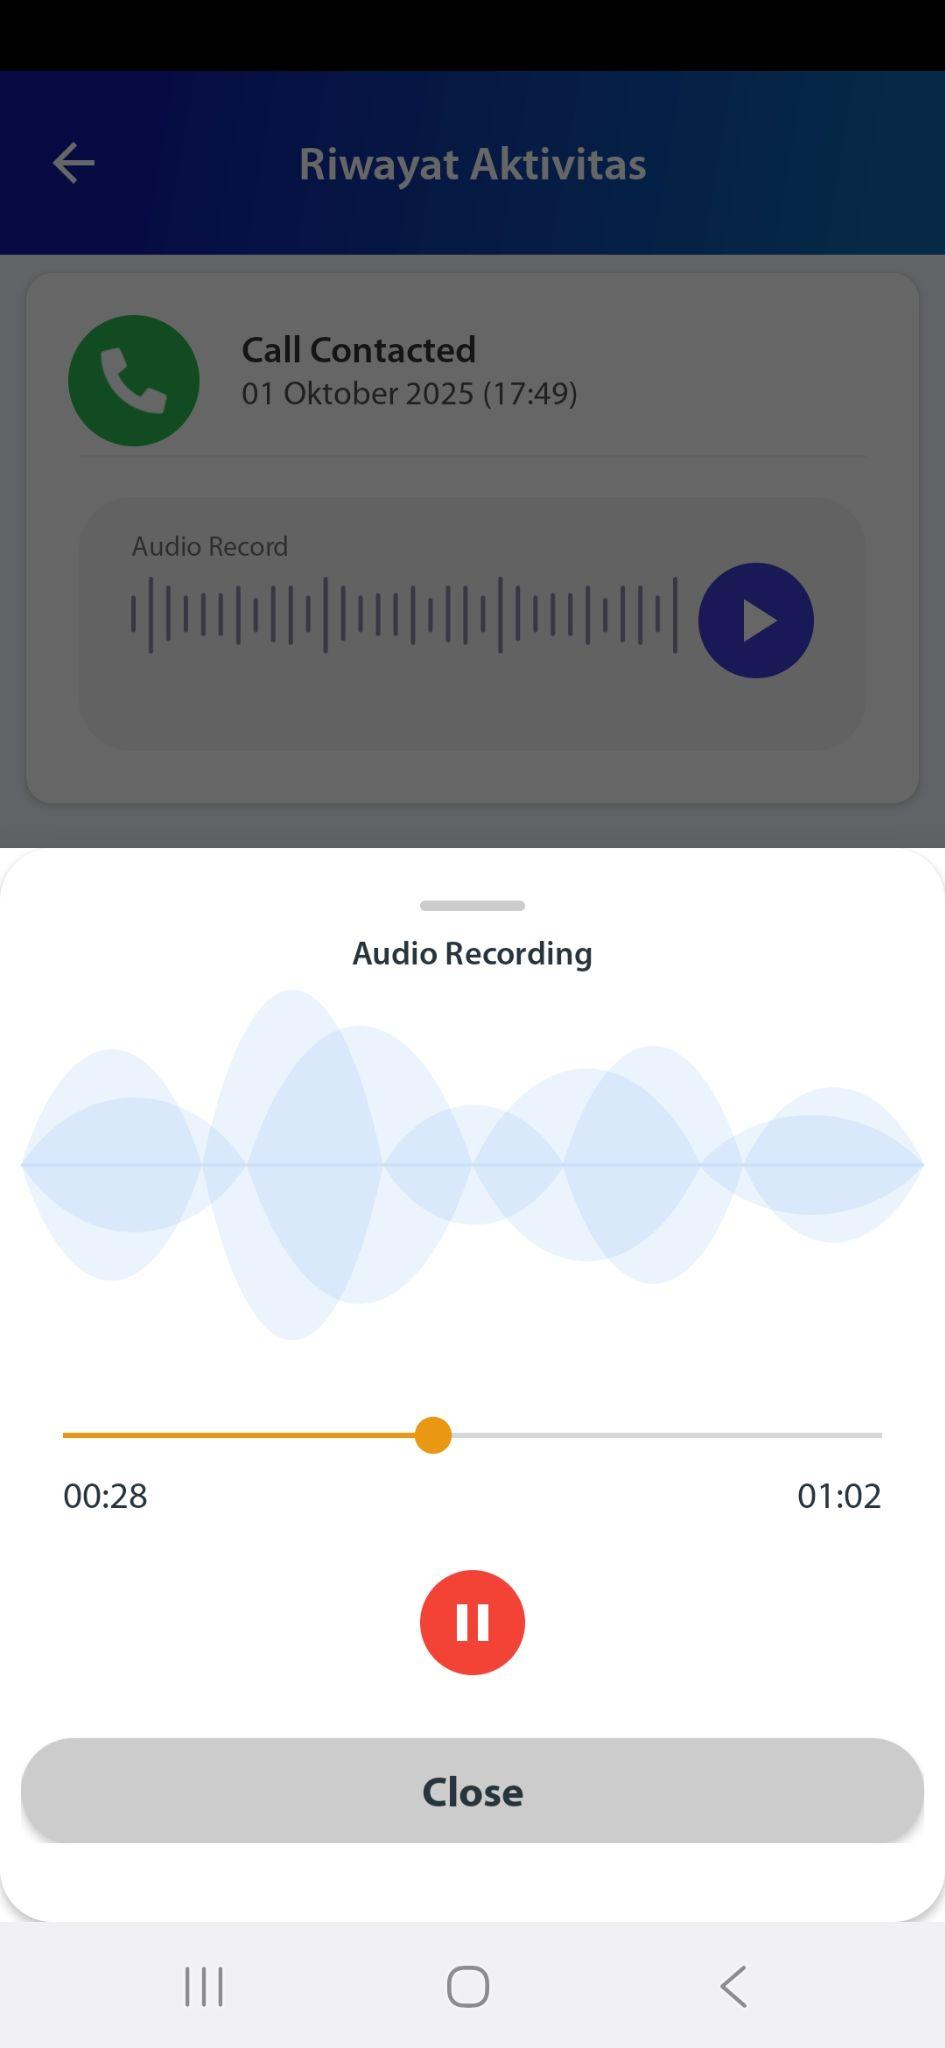 Riwayat Aktivitas
Call Contacted
01 Oktober 2025 (17:49)
Audio Record
Audio Recording
00:28
01:02
Close